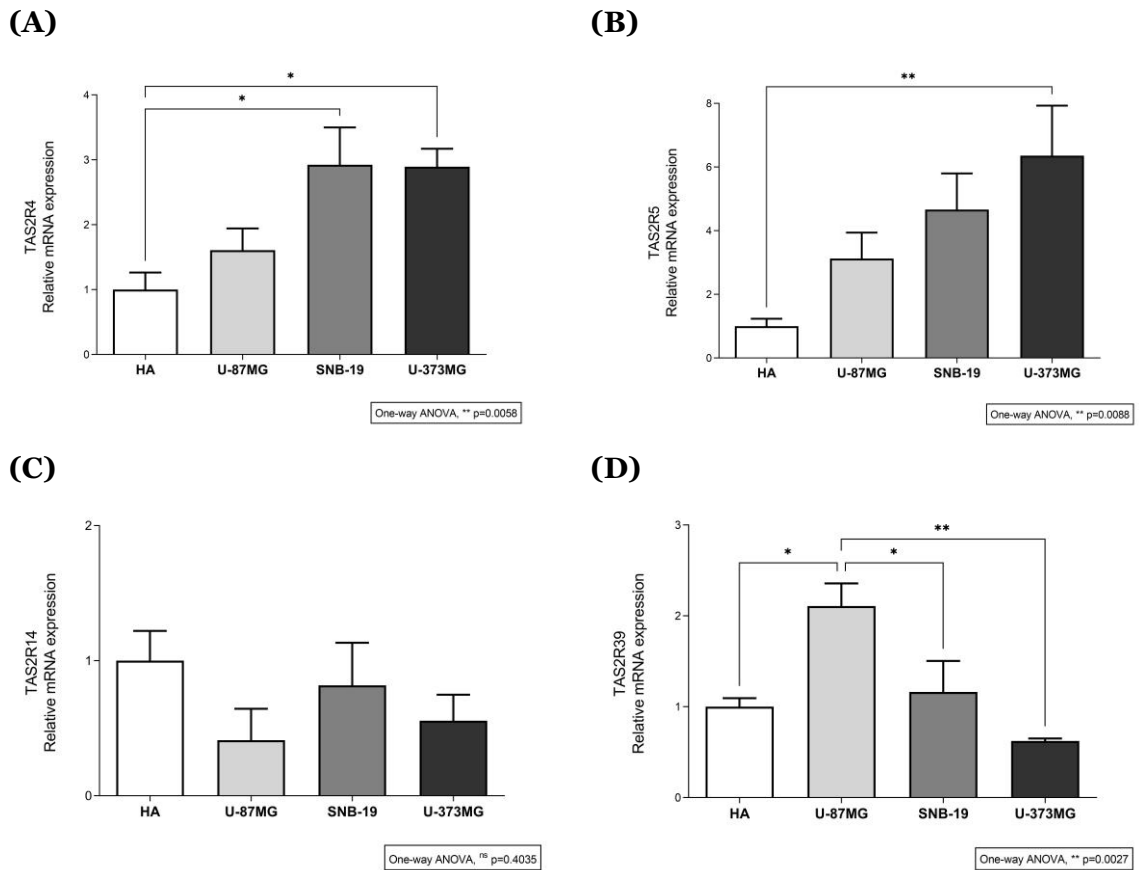 (A)
TAS2R4
Relative mRNA expression
4
3
2
1
0
*
*
HA U-87MG SNB-19 U-373MG
One-way ANOVA, ** p=0.0058
(B)
TAS2R5
Relative mRNA expression
8
6
4
2
0
**
HA U-87MG SNB-19 U-373MG
One-way ANOVA, ** p=0.0088
(C)
TAS2R14
Relative mRNA expression
2
1
0
HA U-87MG SNB-19 U-373MG
One-way ANOVA, ns p=0.4035
(D)
TAS2R39
Relative mRNA expression
3
2
1
0
**
* *
HA U-87MG SNB-19 U-373MG
One-way ANOVA, ** p=0.0027